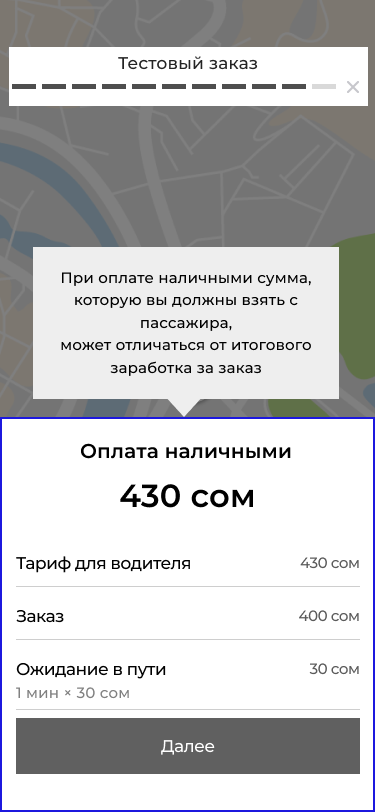 Тестовый заказ
При оплате наличными сумма,
которую вы должны взять с
пассажира,
может отличаться от итогового
заработка за заказ
Оплата наличными
430 сом
Тариф для водителя 430 сом
Заказ 400 сом
Ожидание в пути 30 сом
1 мин × 30 сом
Далее